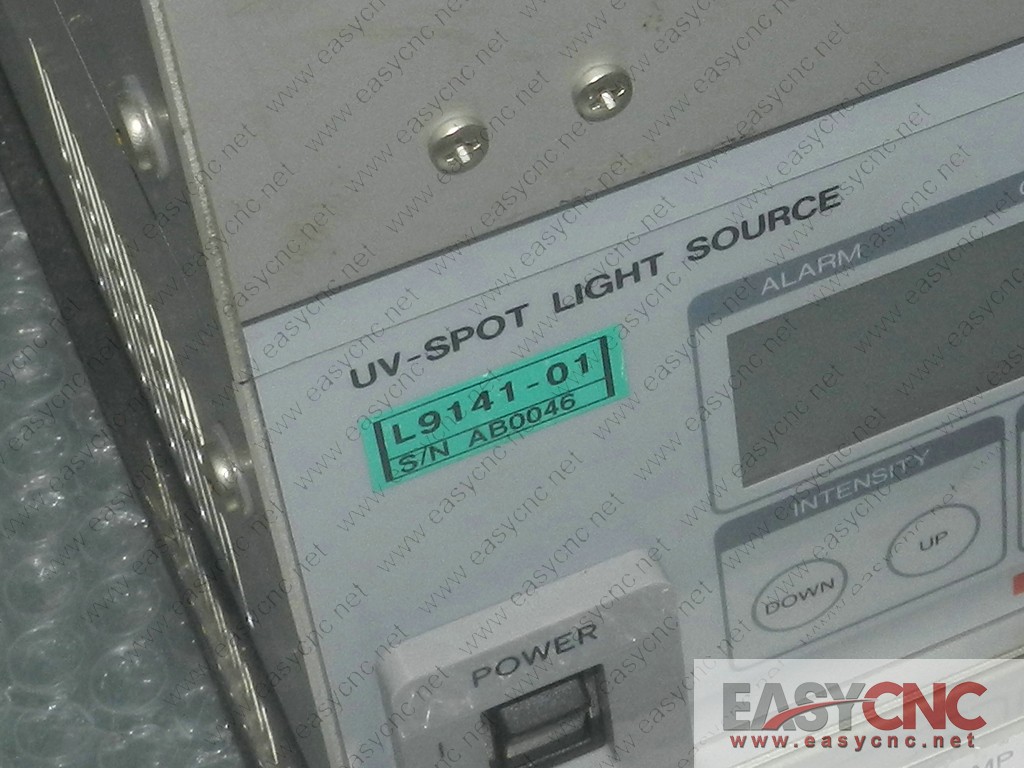 UV-SPOT LIGHT SOURCE
L9141-01
S/N AB0046
ALARM
INTENSITY
DOWN
UP
POWER
EASYCNC
www.easycnc.net